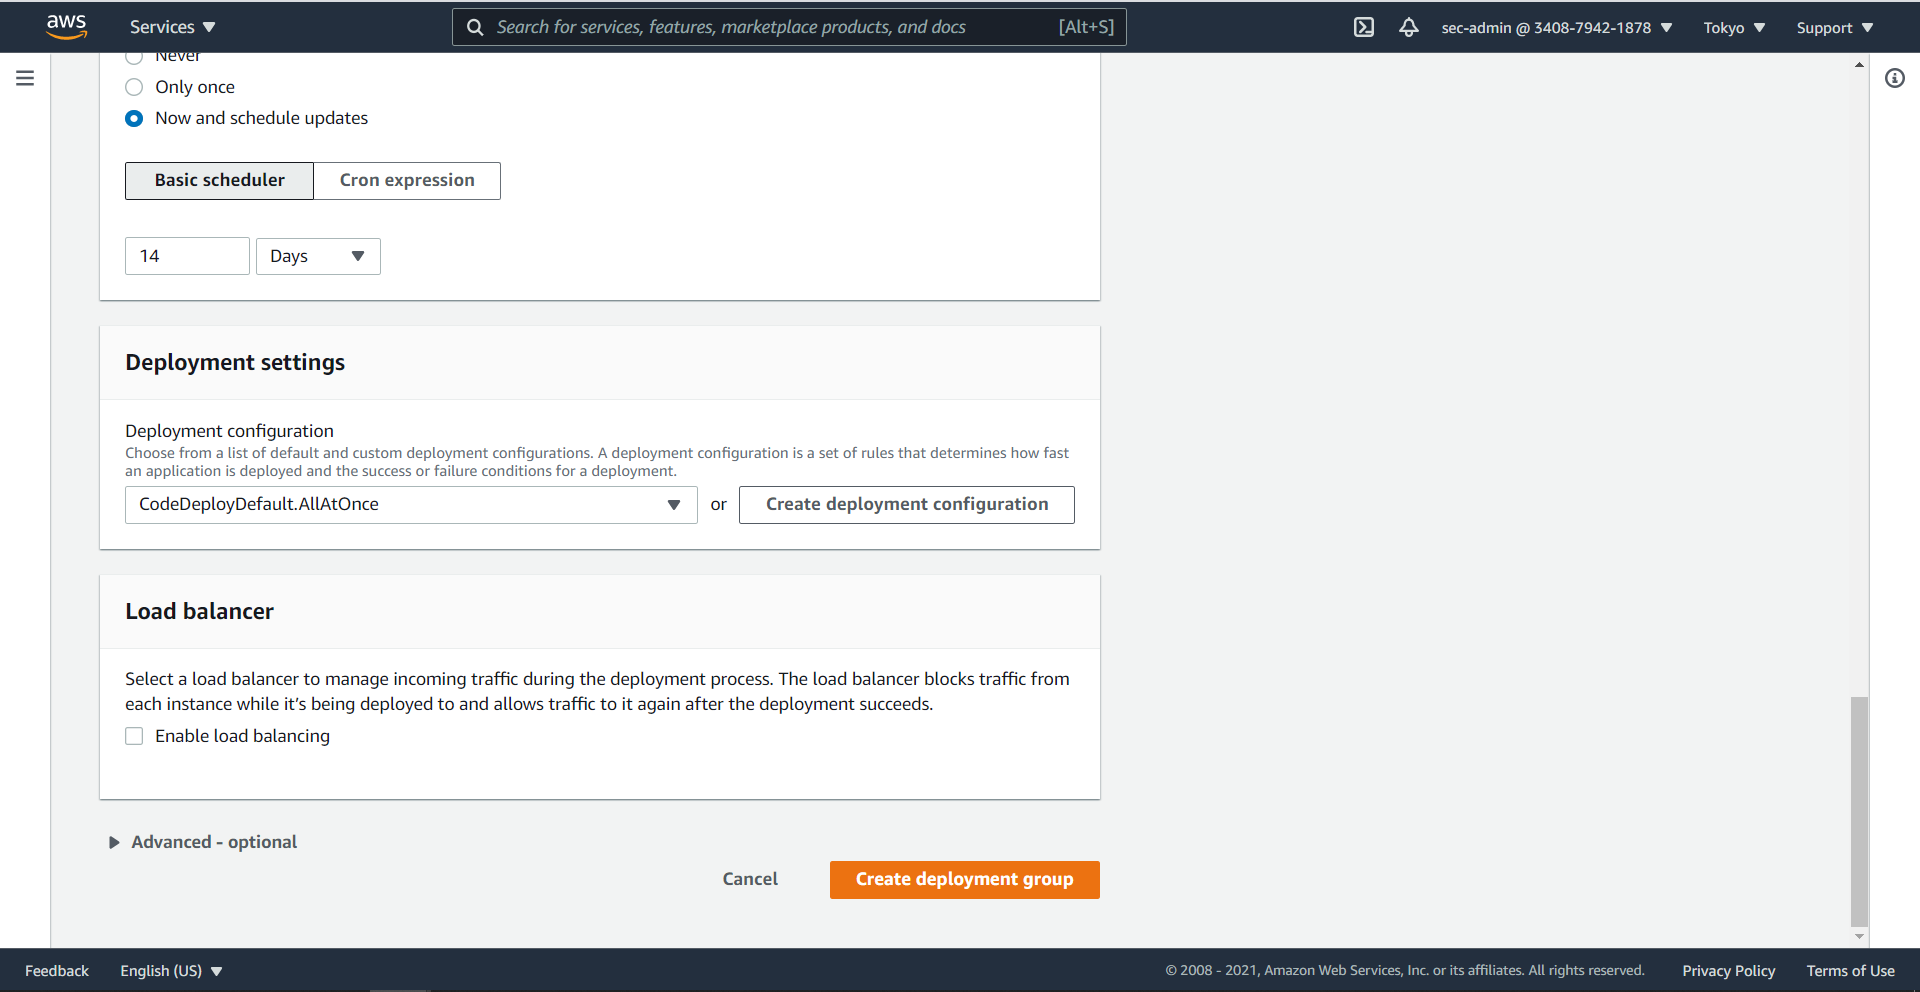 aws
Services
Search for services, features, marketplace products, and docs
[Alt+S]
sec-admin @ 3408-7942-1878
Tokyo
Support
Never
Only once
Now and schedule updates
Basic scheduler
Cron expression
14
Days
Deployment settings
Deployment configuration
Choose from a list of default and custom deployment configurations. A deployment configuration is a set of rules that determines how fast
an application is deployed and the success or failure conditions for a deployment.
CodeDeployDefault.AllAtOnce
or
Create deployment configuration
Load balancer
Select a load balancer to manage incoming traffic during the deployment process. The load balancer blocks traffic from
each instance while it’s being deployed to and allows traffic to it again after the deployment succeeds.
Enable load balancing
Advanced - optional
Cancel
Create deployment group
Feedback
English (US)
© 2008 - 2021, Amazon Web Services, Inc. or its affiliates. All rights reserved.
Privacy Policy
Terms of Use